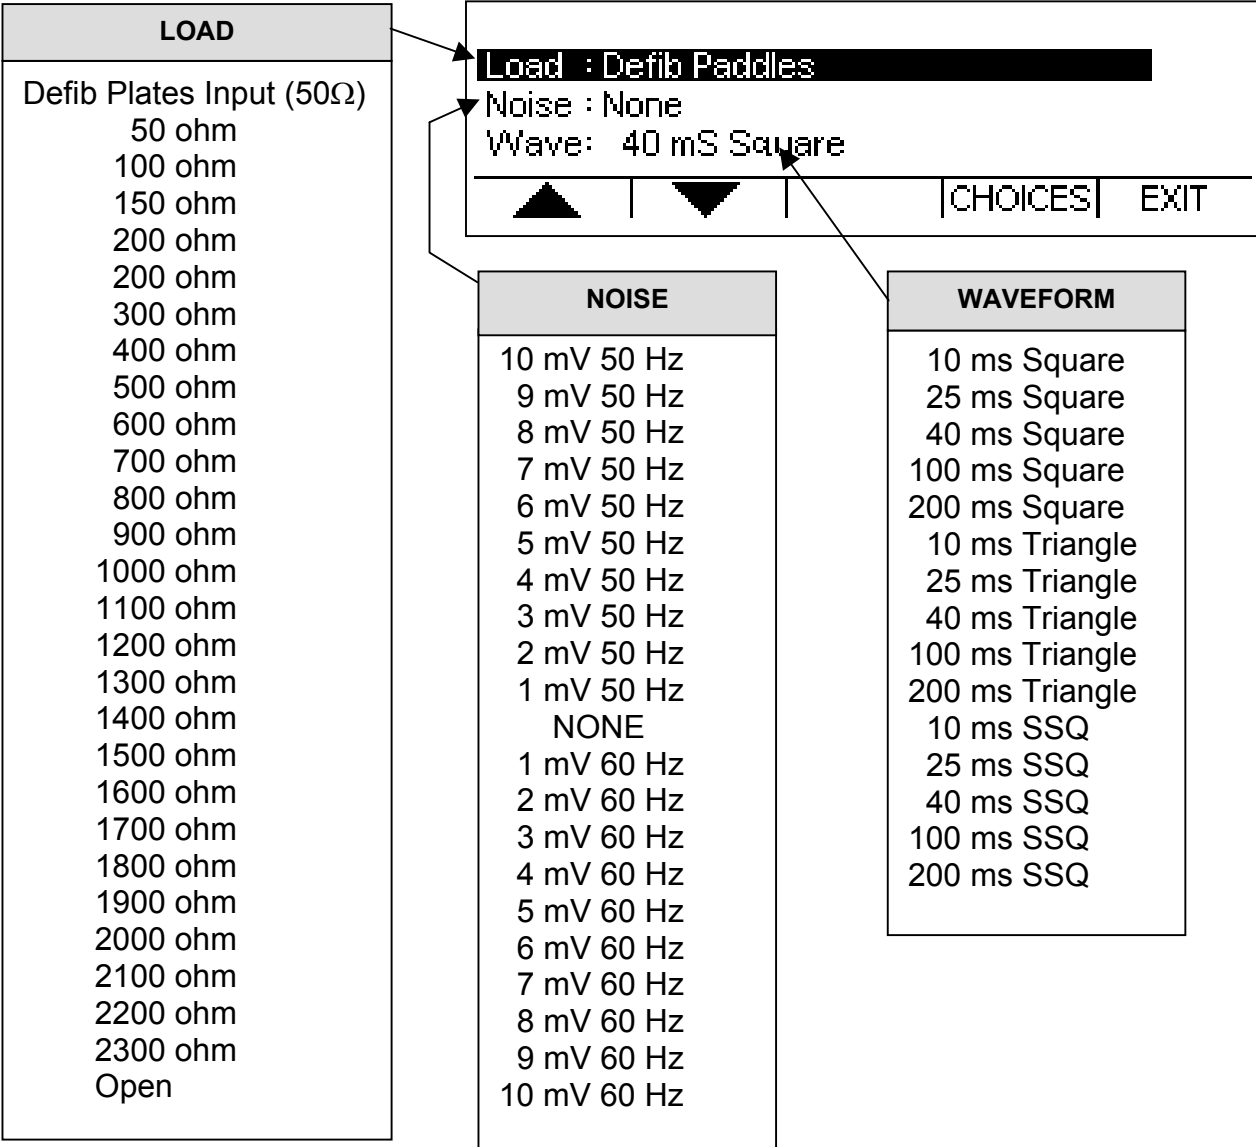 LOAD
Defib Plates Input (50Ω)
50 ohm
100 ohm
150 ohm
200 ohm
200 ohm
300 ohm
400 ohm
500 ohm
600 ohm
700 ohm
800 ohm
900 ohm
1000 ohm
1100 ohm
1200 ohm
1300 ohm
1400 ohm
1500 ohm
1600 ohm
1700 ohm
1800 ohm
1900 ohm
2000 ohm
2100 ohm
2200 ohm
2300 ohm
Open
Load : Defib Paddles
Noise : None
Wave: 40 mS Square
CHOICES EXIT
NOISE
10 mV 50 Hz
9 mV 50 Hz
8 mV 50 Hz
7 mV 50 Hz
6 mV 50 Hz
5 mV 50 Hz
4 mV 50 Hz
3 mV 50 Hz
2 mV 50 Hz
1 mV 50 Hz
NONE
1 mV 60 Hz
2 mV 60 Hz
3 mV 60 Hz
4 mV 60 Hz
5 mV 60 Hz
6 mV 60 Hz
7 mV 60 Hz
8 mV 60 Hz
9 mV 60 Hz
10 mV 60 Hz
WAVEFORM
10 ms Square
25 ms Square
40 ms Square
100 ms Square
200 ms Square
10 ms Triangle
25 ms Triangle
40 ms Triangle
100 ms Triangle
200 ms Triangle
10 ms SSQ
25 ms SSQ
40 ms SSQ
100 ms SSQ
200 ms SSQ